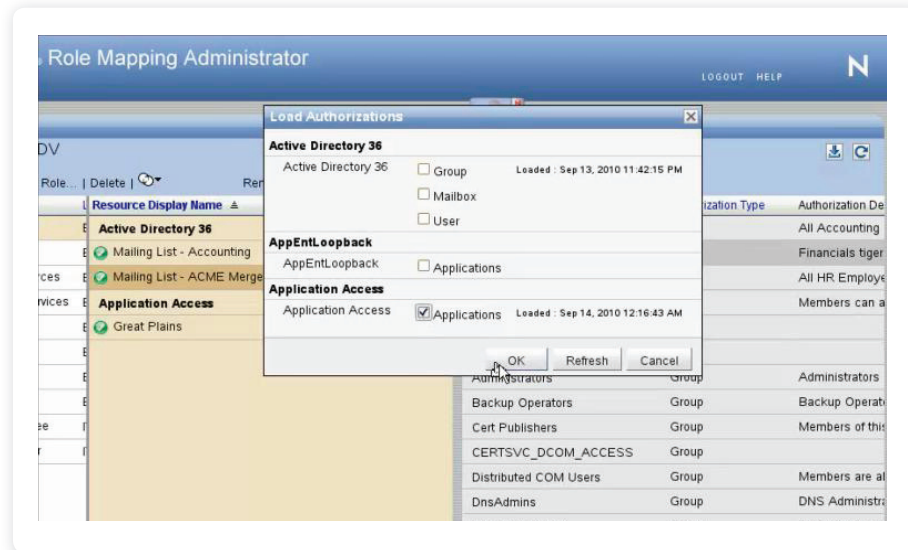 Role Mapping Administrator
LOGOUT HELP
N
Load Authorizations
DV
Active Directory 36
Active Directory 36 Group Loaded : Sep 13, 2010 11:42:15 PM
Mailbox
User
AppEntLoopback
AppEntLoopback Applications
Application Access
Application Access Applications Loaded : Sep 14, 2010 12:16:43 AM
OK Refresh Cancel
Role... | Delete |
Resource Display Name
Active Directory 36
Mailing List - Accounting
Mailing List - ACME Merge
Application Access
Great Plains
Authorization De
All Accounting
Financials tiger
All HR Employe
Members can a
Administrators Group Administrators
Backup Operators Group Backup Operat
Cert Publishers Group Members of this
CERTSVC_DCOM_ACCESS Group
Distributed COM Users Group Members are al
DnsAdmins Group DNS Administra